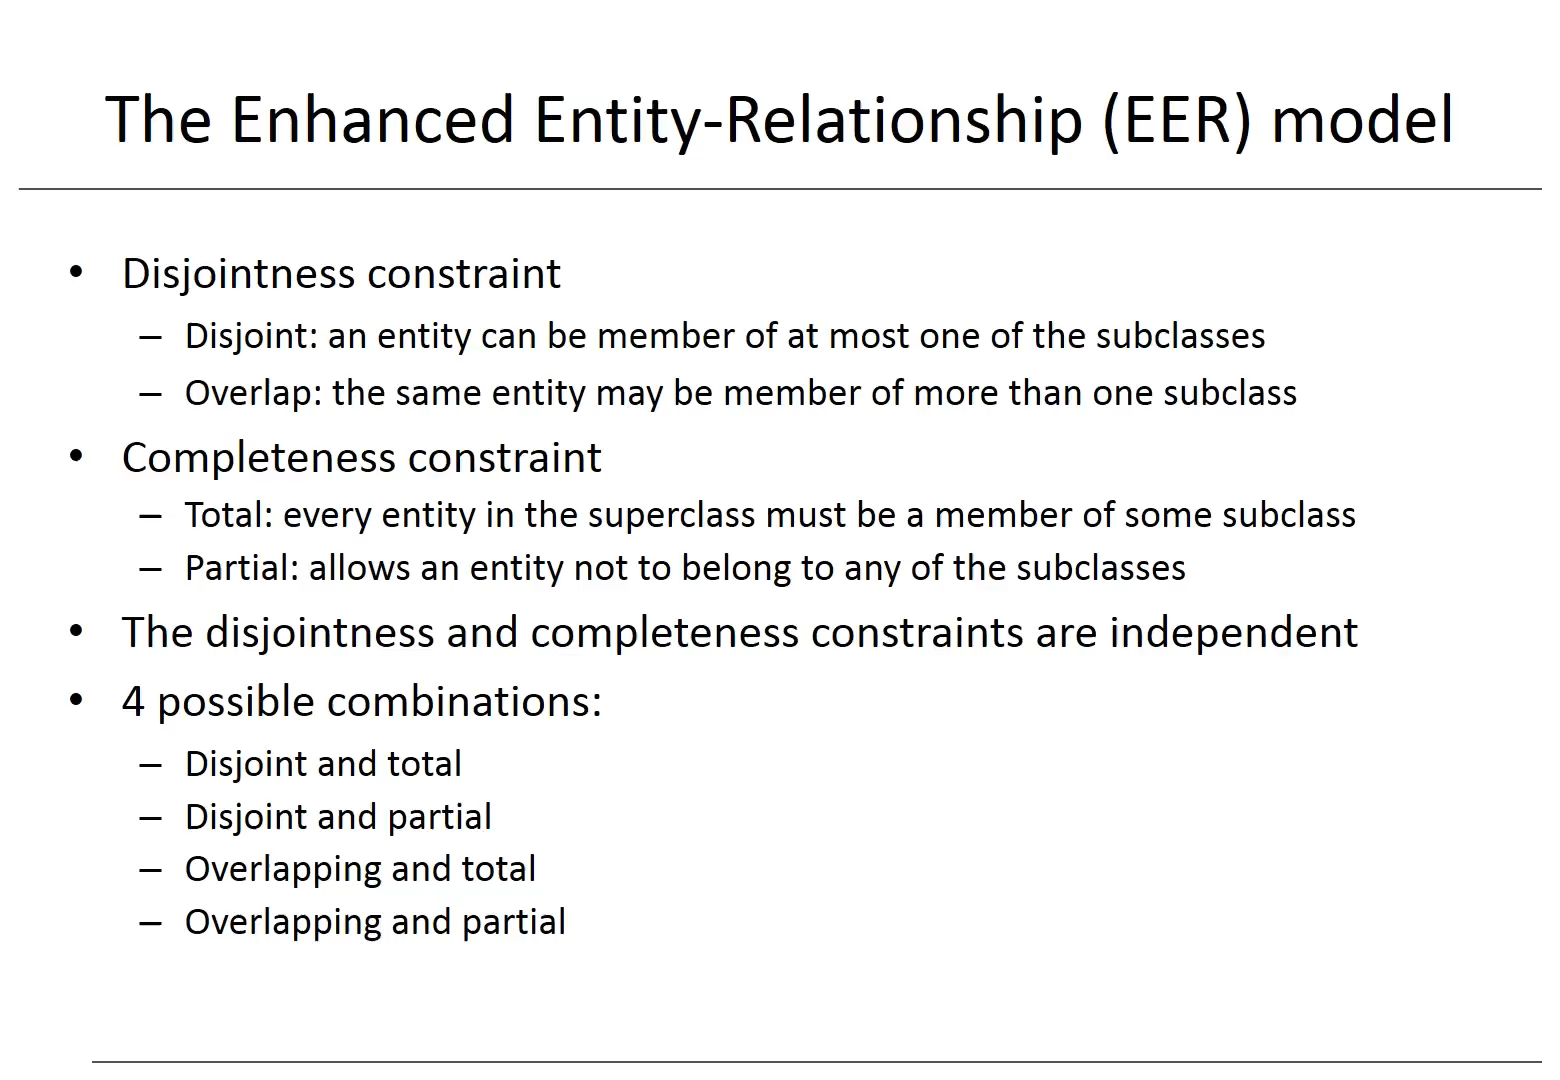 The Enhanced Entity-Relationship (EER) model
• Disjointness constraint
– Disjoint: an entity can be member of at most one of the subclasses
– Overlap: the same entity may be member of more than one subclass
• Completeness constraint
– Total: every entity in the superclass must be a member of some subclass
– Partial: allows an entity not to belong to any of the subclasses
• The disjointness and completeness constraints are independent
• 4 possible combinations:
– Disjoint and total
– Disjoint and partial
– Overlapping and total
– Overlapping and partial